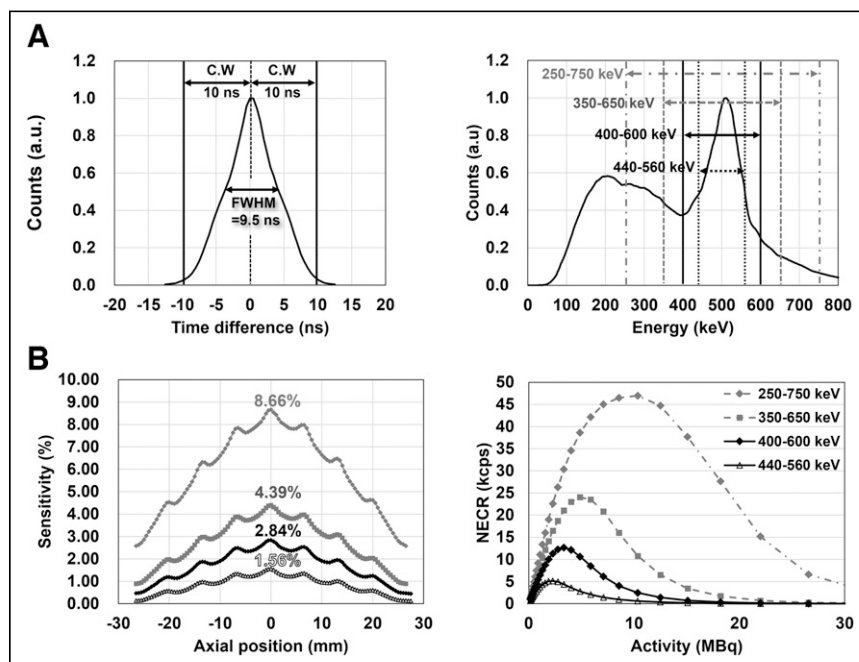 A
1.2
1.0
0.8
0.6
0.4
0.2
0.0
Counts (a.u.)
C.W
10 ns
C.W
10 ns
FWHM
=9.5 ns
-20 -15 -10 -5 0 5 10 15 20
Time difference (ns)
1.2
1.0
0.8
0.6
0.4
0.2
0.0
Counts (a.u)
250-750 keV
350-650 keV
400-600 keV
440-560 keV
0 100 200 300 400 500 600 700 800
Energy (keV)
B
10.00
9.00
8.00
7.00
6.00
5.00
4.00
3.00
2.00
1.00
0.00
Sensitivity (%)
8.66%
4.39%
2.84%
1.56%
-30 -20 -10 0 10 20 30
Axial position (mm)
50
45
40
35
30
25
20
15
10
5
0
NECR (kcps)
250-750 keV
350-650 keV
400-600 keV
440-560 keV
0 10 20 30
Activity (MBq)